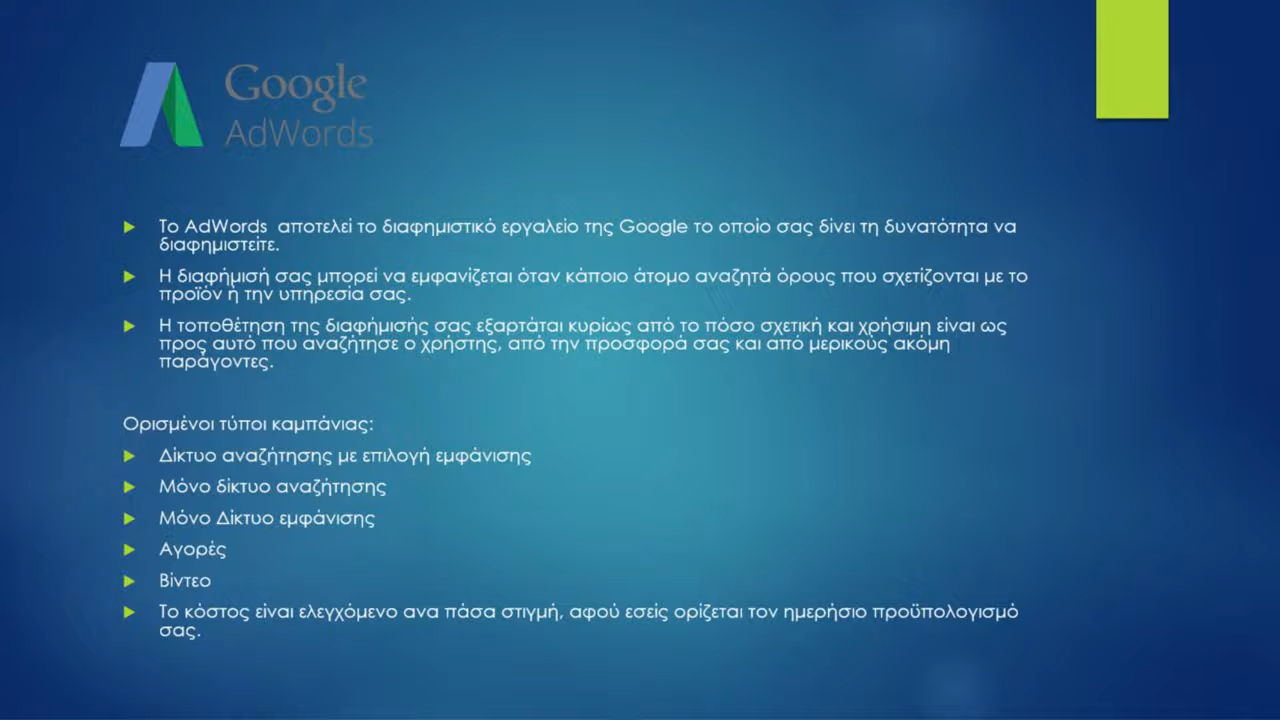 Google
AdWords
Το AdWords αποτελεί το διαφημιστικό εργαλείο της Google το οποίο σας δίνει τη δυνατότητα να
διαφημιστείτε.
Η διαφήμισή σας μπορεί να εμφανίζεται όταν κάποιο άτομο αναζητά όρους που σχετίζονται με το
προϊόν ή την υπηρεσία σας.
Η τοποθέτηση της διαφήμισής σας εξαρτάται κυρίως από το πόσο σχετική και χρήσιμη είναι ως
προς αυτό που αναζήτησε ο χρήστης, από την προσφορά σας και από μερικούς ακόμη
παράγοντες.
Ορισμένοι τύποι καμπάνιας:
Δίκτυο αναζήτησης με επιλογή εμφάνισης
Μόνο δίκτυο αναζήτησης
Μόνο Δίκτυο εμφάνισης
Αγορές
Βίντεο
Το κόστος είναι ελεγχόμενο ανα πάσα στιγμή, αφού εσείς ορίζεται τον ημερήσιο προϋπολογισμό
σας.